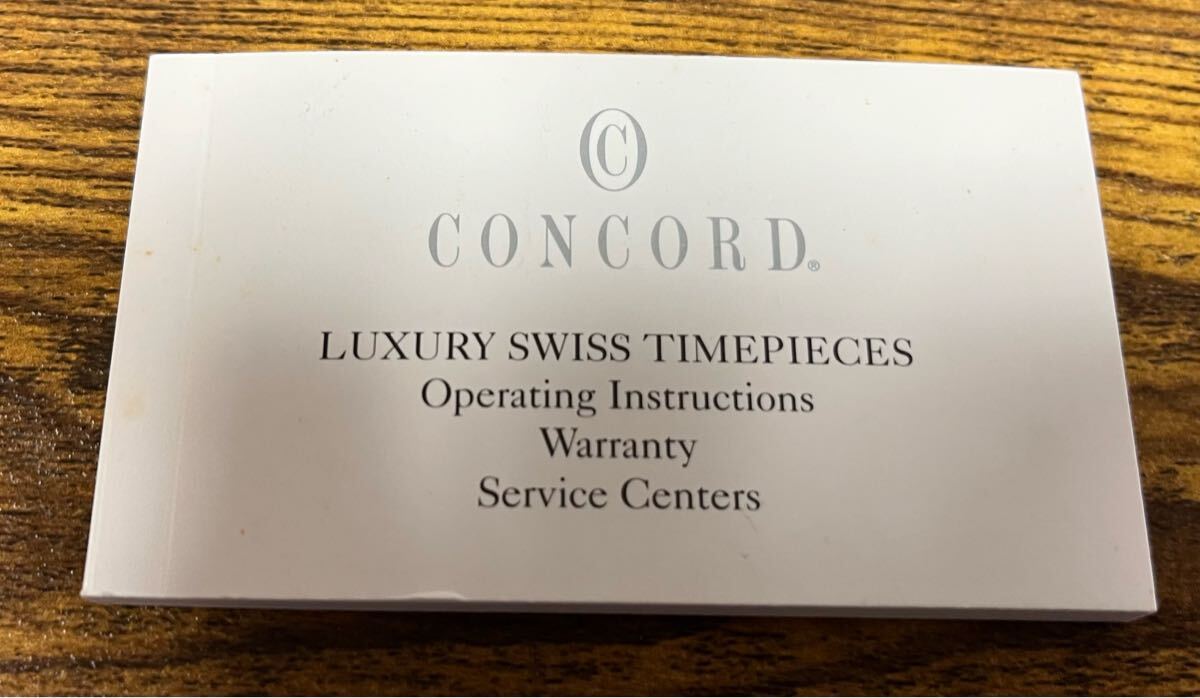 ©
CONCORD®
LUXURY SWISS TIMEPIECES
Operating Instructions
Warranty
Service Centers